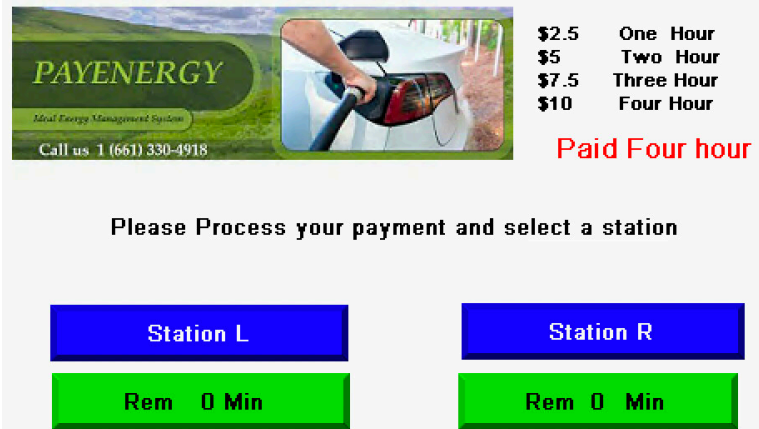 PAYENERGY
Ideal Energy Management System
Call us 1 (661) 330-4918
$2.5 One Hour
$5 Two Hour
$7.5 Three Hour
$10 Four Hour
Paid Four hour
Please Process your payment and select a station
Station L
Station R
Rem 0 Min
Rem 0 Min